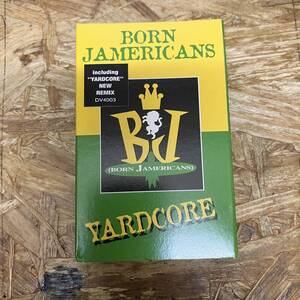 BORN
JAMERICANS
including
"YARDCORE"
NEW
REMIX
DV4003
BJ
(BORN JAMERICANS)
YARDCORE